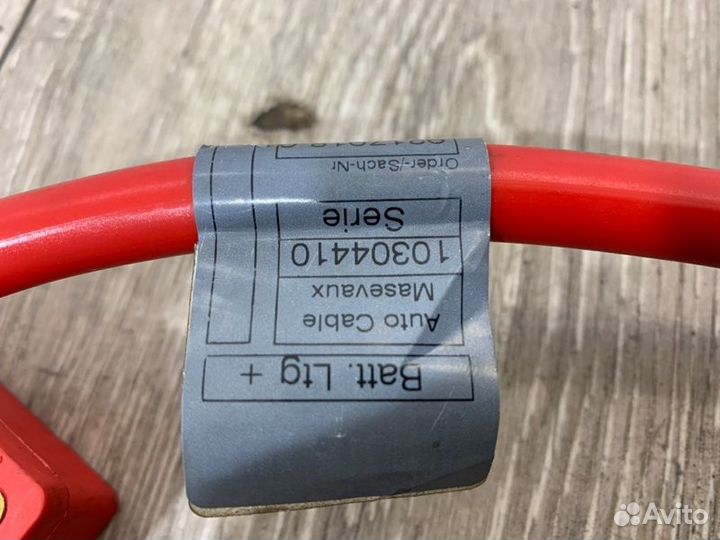 Batt. Ltg +
Auto Cable
Masevaux
10304410
Serie
Order-/Sach-Nr
Avito